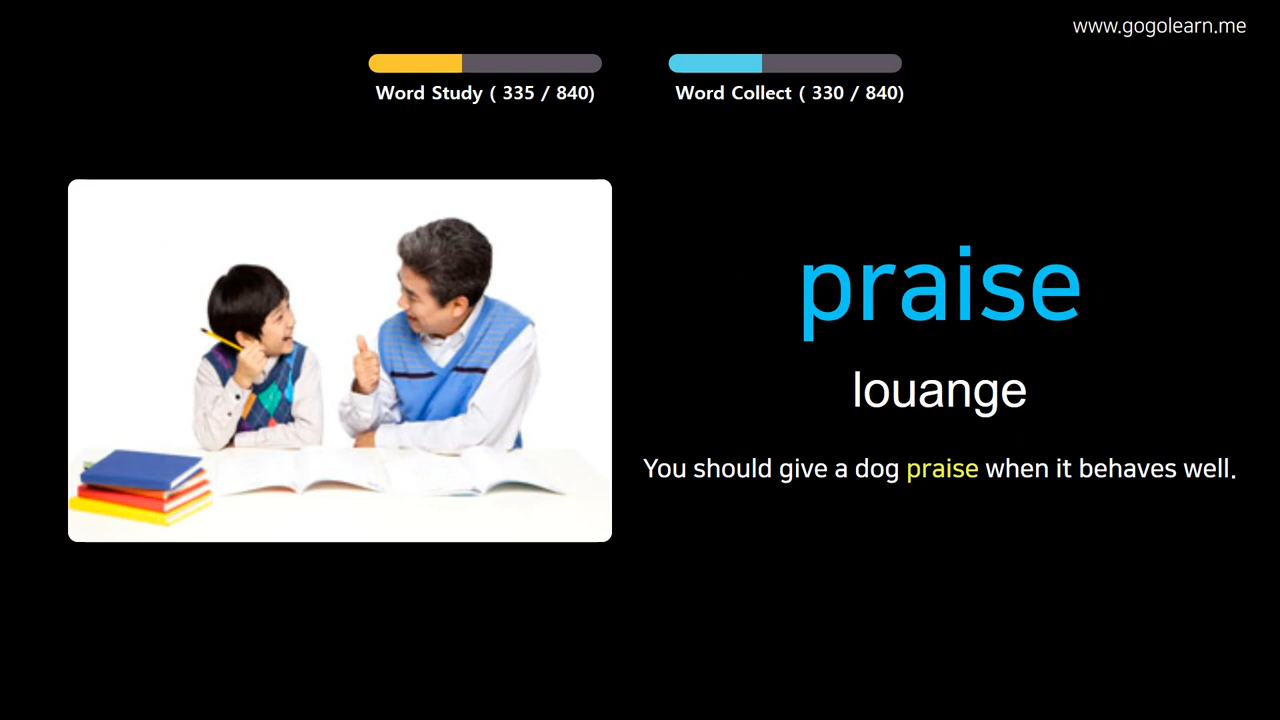 www.gogolearn.me
Word Study ( 335 / 840)
Word Collect ( 330 / 840)
praise
louange
You should give a dog praise when it behaves well.